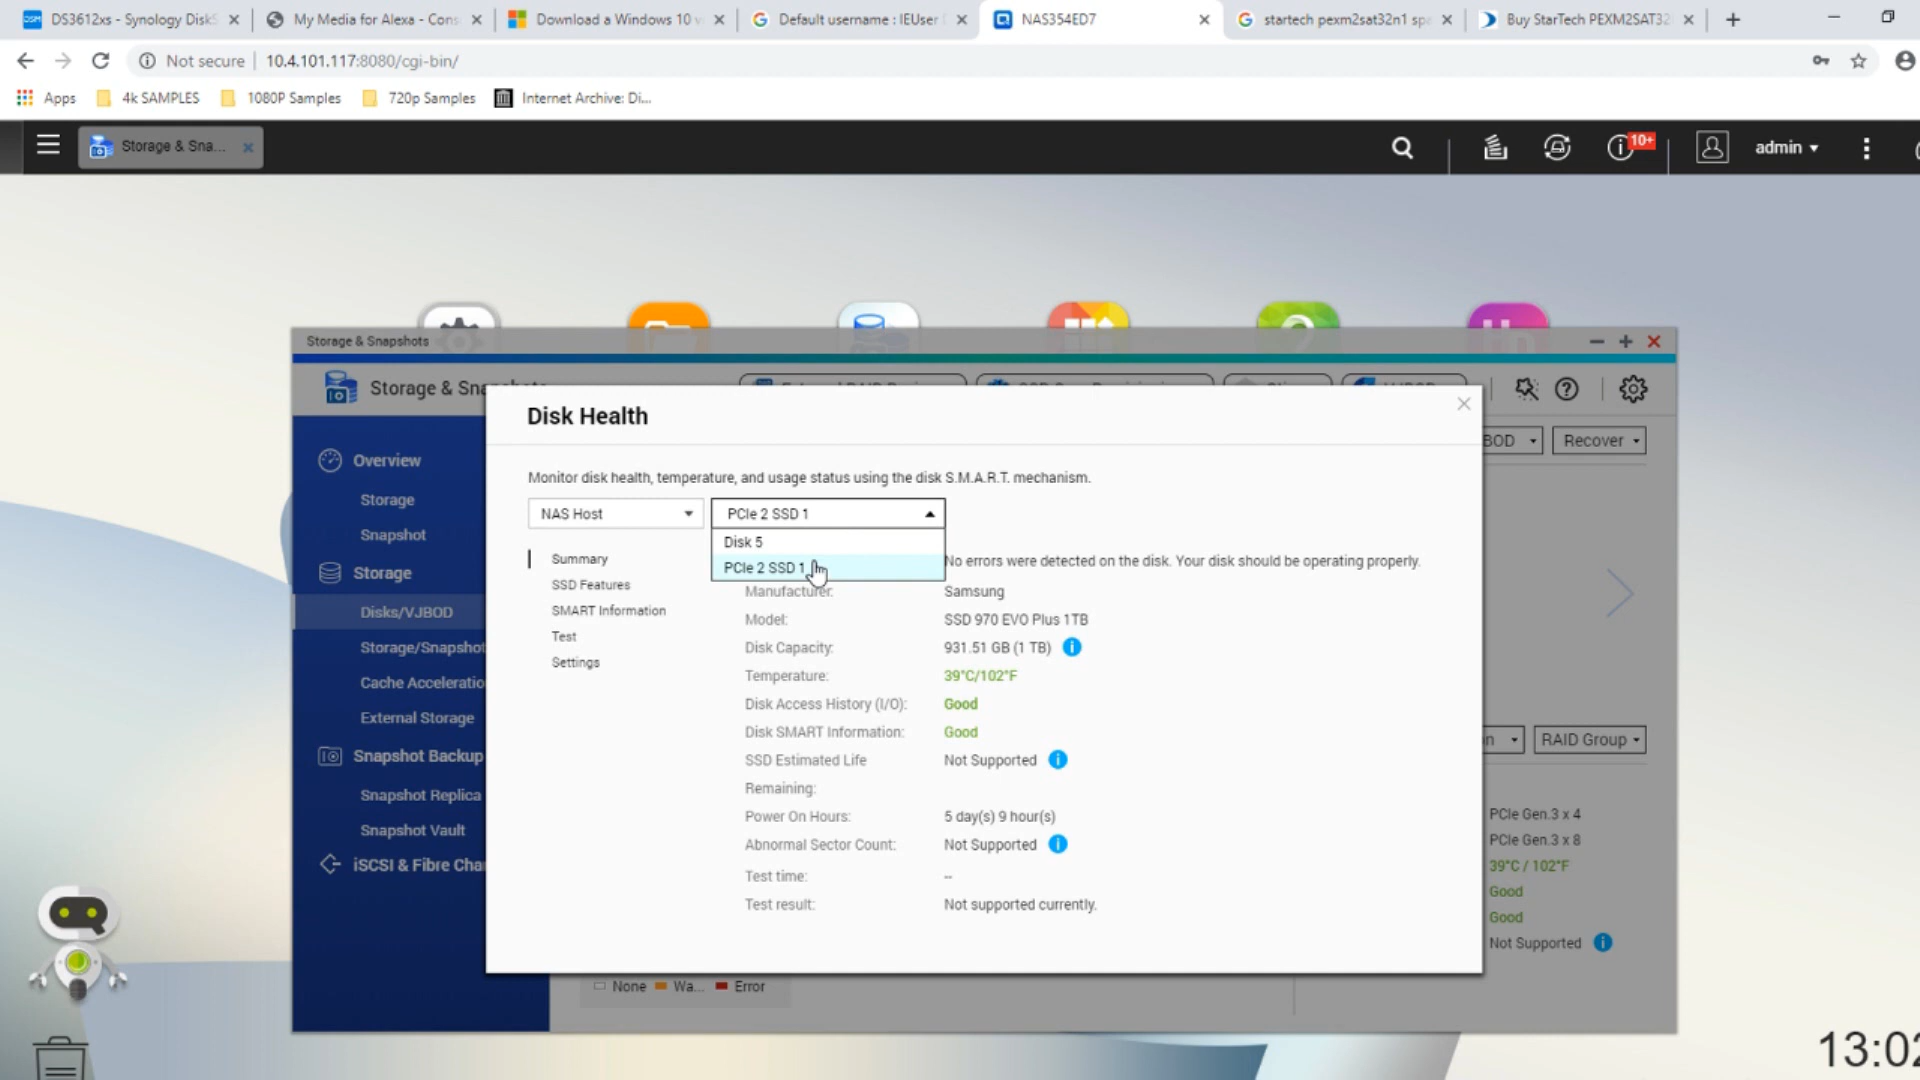 DSM DS3612xs - Synology DiskS
My Media for Alexa - Cons
Download a Windows 10 v
Default username : IEUser
NAS354ED7
startech pexm2sat32n1 spe
Buy StarTech PEXM2SAT32
Not secure 10.4.101.117:8080/cgi-bin/
Apps 4k SAMPLES 1080P Samples 720p Samples Internet Archive: Di...
Storage & Sna...
10+
admin
Storage & Snapshots
Storage & Snapshots
BOD Recover
Overview
Storage
Snapshot
Storage
Disks/VJBOD
Storage/Snapshot
Cache Acceleratio
External Storage
Snapshot Backup
Snapshot Replica
Snapshot Vault
iSCSI & Fibre Cha
Disk Health
Monitor disk health, temperature, and usage status using the disk S.M.A.R.T. mechanism.
NAS Host PCIe 2 SSD 1
Disk 5
PCIe 2 SSD 1
Summary
SSD Features
SMART Information
Test
Settings
No errors were detected on the disk. Your disk should be operating properly.
Manufacturer: Samsung
Model: SSD 970 EVO Plus 1TB
Disk Capacity: 931.51 GB (1 TB)
Temperature: 39°C/102°F
Disk Access History (I/O): Good
Disk SMART Information: Good
SSD Estimated Life Not Supported
Remaining:
Power On Hours: 5 day(s) 9 hour(s)
Abnormal Sector Count: Not Supported
Test time: --
Test result: Not supported currently.
n RAID Group
PCIe Gen.3 x 4
PCIe Gen.3 x 8
39°C / 102°F
Good
Good
Not Supported
None Wa... Error
13:02